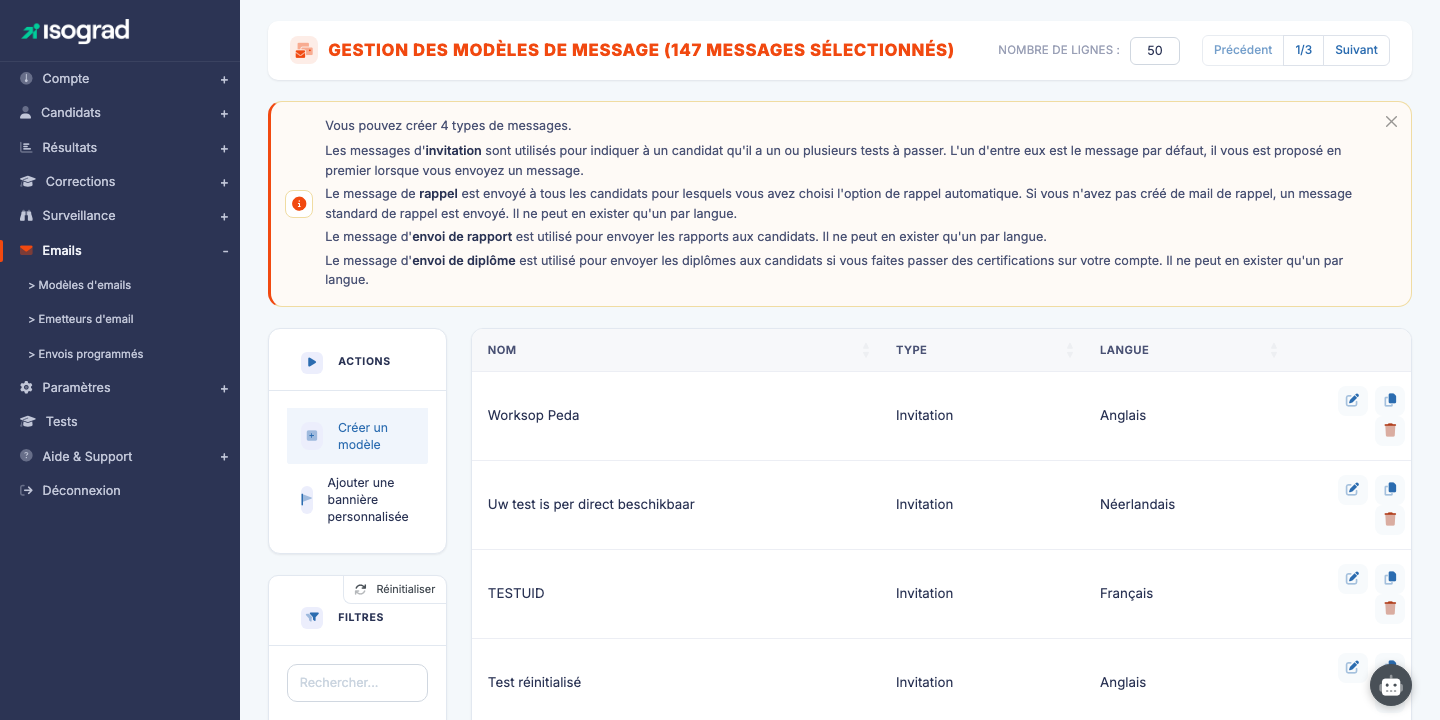 isograd
Compte +
Candidats +
Résultats +
Corrections +
Surveillance +
Emails -
> Modèles d'emails
> Emetteurs d'email
> Envois programmés
Paramètres +
Tests
Aide & Support +
Déconnexion
GESTION DES MODÈLES DE MESSAGE (147 MESSAGES SÉLECTIONNÉS)
NOMBRE DE LIGNES : 50 Précédent 1/3 Suivant
Vous pouvez créer 4 types de messages.
Les messages d'invitation sont utilisés pour indiquer à un candidat qu'il a un ou plusieurs tests à passer. L'un d'entre eux est le message par défaut, il vous est proposé en
premier lorsque vous envoyez un message.
Le message de rappel est envoyé à tous les candidats pour lesquels vous avez choisi l'option de rappel automatique. Si vous n'avez pas créé de mail de rappel, un message
standard de rappel est envoyé. Il ne peut en exister qu'un par langue.
Le message d'envoi de rapport est utilisé pour envoyer les rapports aux candidats. Il ne peut en exister qu'un par langue.
Le message d'envoi de diplôme est utilisé pour envoyer les diplômes aux candidats si vous faites passer des certifications sur votre compte. Il ne peut en exister qu'un par
langue.
ACTIONS
Créer un
modèle
Ajouter une
bannière
personnalisée
Réinitialiser
FILTRES
Rechercher...
NOM TYPE LANGUE
Worksop Peda Invitation Anglais
Uw test is per direct beschikbaar Invitation Néerlandais
TESTUID Invitation Français
Test réinitialisé Invitation Anglais